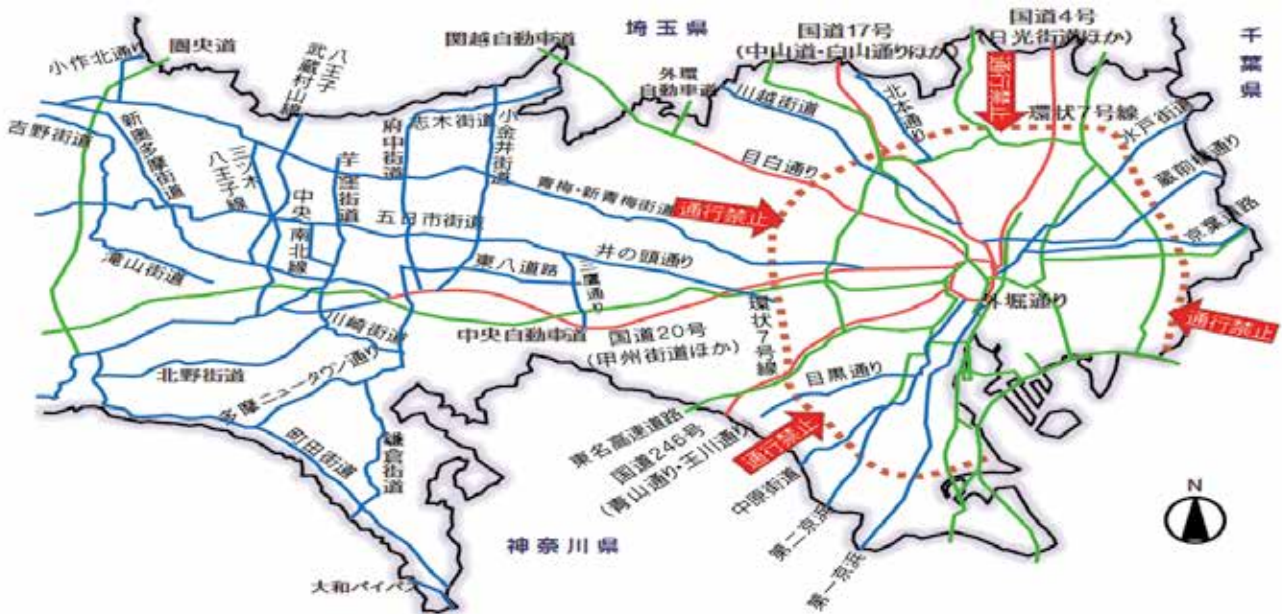 埼玉県
千葉県
神奈川県
国道17号
(中山道・白山通りほか)
国道4号
(日光街道ほか)
小作北通り
圏央道
八王子
武蔵村山線
関越自動車道
外環
自動車道
川越街道
北本通り
通行禁止
環状7号線
水戸街道
蔵前橋通り
京葉道路
吉野街道
新奥多摩街道
三ツ木
八王子線
中央南北線
芋窪街道
府中街道
志木街道
小金井街道
目白通り
青梅・新青梅街道
通行禁止
五日市街道
井の頭通り
東八道路
三鷹通り
滝山街道
川崎街道
中央自動車道
国道20号
(甲州街道ほか)
環状7号線
外堀通り
通行禁止
北野街道
多摩ニュータウン通り
目黒通り
町田街道
鎌倉街道
東名高速道路
国道246号
(青山通り・玉川通り)
通行禁止
中原街道
第二京浜
第一京浜
大和バイパス
N